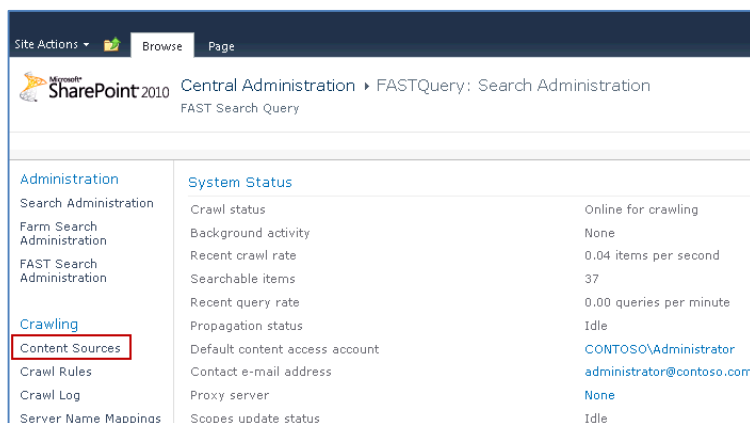 Site Actions
Browse
Page
Microsoft
SharePoint 2010
Central Administration ▸ FASTQuery: Search Administration
FAST Search Query
Administration
Search Administration
Farm Search
Administration
FAST Search
Administration
Crawling
Content Sources
Crawl Rules
Crawl Log
Server Name Mappings
System Status
Crawl status Online for crawling
Background activity None
Recent crawl rate 0.04 items per second
Searchable items 37
Recent query rate 0.00 queries per minute
Propagation status Idle
Default content access account CONTOSO\Administrator
Contact e-mail address administrator@contoso.com
Proxy server None
Scopes update status Idle